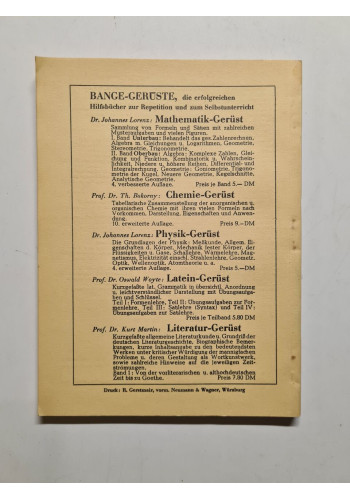 BANGE-GERÜSTE, die erfolgreichen
Hilfsbücher zur Repetition und zum Selbstunterricht
Dr. Johannes Lorenz: Mathematik-Gerüst
Sammlung von Formeln und Sätzen mit zahlreichen
Musteraufgaben und vielen Figuren.
I. Band Unterbau: Behandelt das ges. Zahlenrechnen,
Algebra m. Gleichungen u. Logarithmen, Geometrie,
Stereometrie, Trigonometrie.
II. Band Oberbau: Algebra: Komplexe Zahlen, Glei-
chung und Funktion, Kombinatorik u. Wahrschein-
lichkeit, Niedere u. höhere Reihen, Differential- und
Integralrechnung, Geometrie: Goniometrie, Trigono-
metrie der Kugel, Neuere Geometrie, Kegelschnitte,
Analytische Geometrie.
4. verbesserte Auflage. Preis je Band 5.— DM
Prof. Dr. Th. Bokorny: Chemie-Gerüst
Tabellarische Zusammenstellung der anorganischen u.
organischen Chemie mit ihren vielen Formeln nach
Vorkommen, Darstellung, Eigenschaften und Anwen-
dung.
10. erweiterte Auflage. Preis 9.— DM
Dr. Johannes Lorenz: Physik-Gerüst
Die Grundlagen der Physik: Meßkunde, Allgem. Ei-
genschaften d. Körper, Mechanik fester Körper, der
Flüssigkeiten u. Gase, Schallehre, Wärmelehre, Mag-
netismus, Elektrizität einschl. Strahlenlehre, Geometr.
Optik, Wellenoptik, Atomtheorie u. a.
4. erweiterte Auflage. Preis 5.— DM
Prof. Dr. Oswald Woyte: Latein-Gerüst
Kurzgefaßte lat. Grammatik in übersichtl. Anordnung
u. leichtverständlicher Darstellung mit Übungsaufga-
ben und Schlüssel.
Teil I: Formenlehre, Teil II: Übungsaufgaben zur For-
menlehre, Teil III: Satzlehre (Syntax) und Teil IV:
Übungsaufgaben zur Satzlehre.
Preis je Teilband 5.80 DM
Prof. Dr. Kurt Martin: Literatur-Gerüst
Kurzgefaßte allgemeine Literaturkunde u. Grundriß der
deutschen Literaturgeschichte, Biographische Bemer-
kungen, kurze Inhaltsangabe zu den bedeutendsten
Werken unter kritischer Würdigung der menschlichen
Probleme u. deren Gestaltung als Wortkunstwerk,
sowie zahlreiche Hinweise auf die einzelnen Zeit-
strömungen.
Band I: Von der vorliterarischen u. althochdeutschen
Zeit bis zu Goethe. Preis 7.80 DM
Druck: R. Gerstmair, vorm. Neumann & Wagner, Würzburg